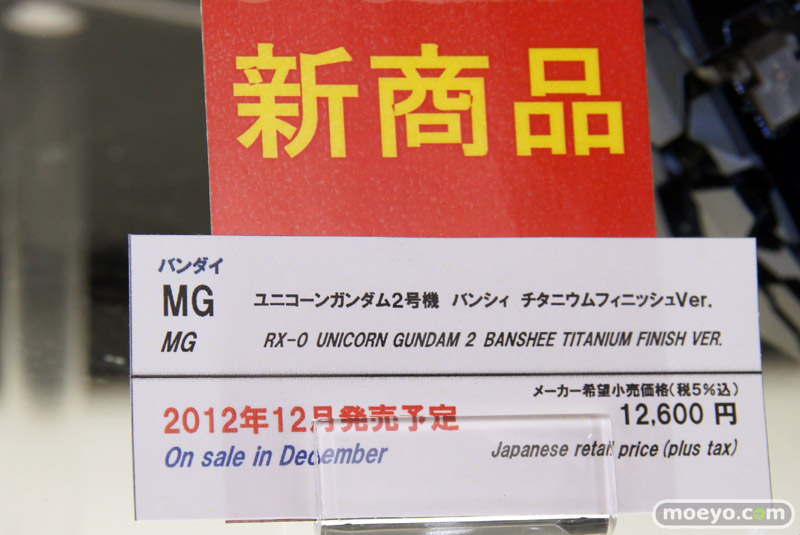 新商品
バンダイ
MG ユニコーンガンダム2号機 バンシィ チタニウムフィニッシュVer.
MG RX-0 UNICORN GUNDAM 2 BANSHEE TITANIUM FINISH VER.
メーカー希望小売価格(税5%込)
2012年12月発売予定 12,600 円
On sale in December Japanese retail price (plus tax)
moeyo.com